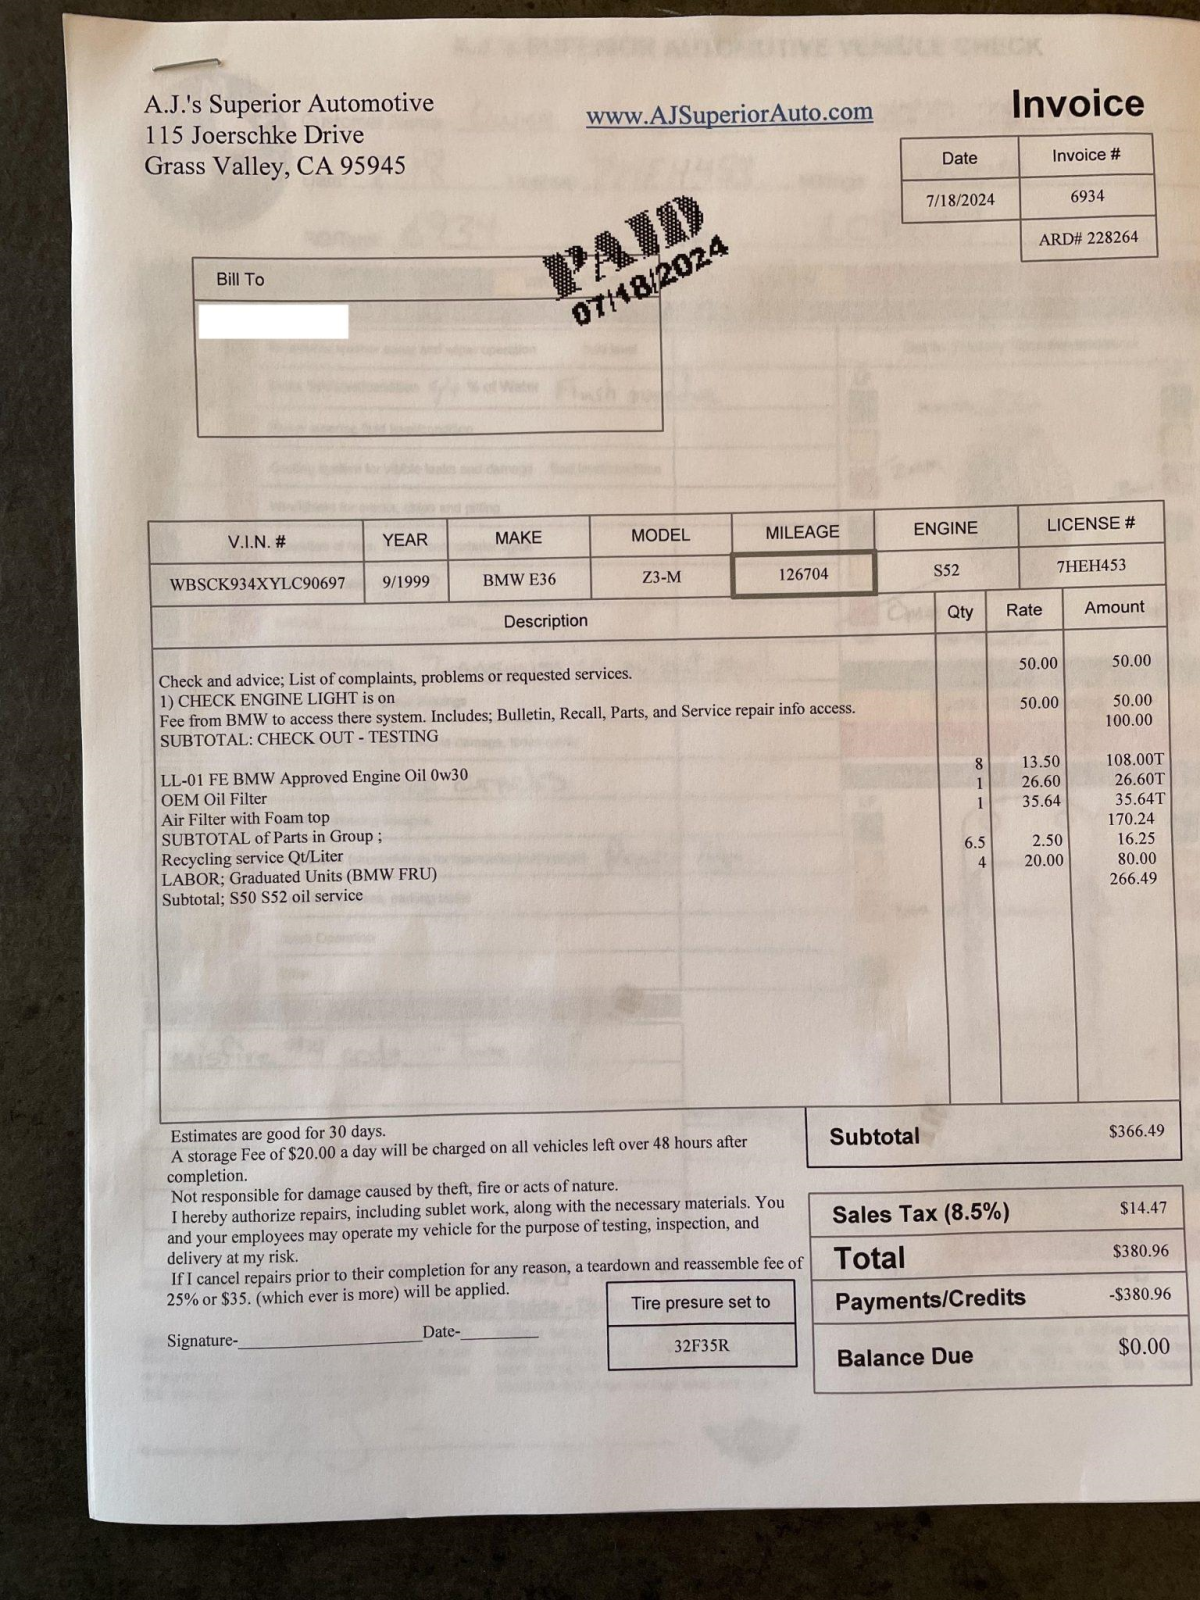 A.J.'s Superior Automotive
115 Joerschke Drive
Grass Valley, CA 95945
www.AJSuperiorAuto.com
Invoice
Date
Invoice #
7/18/2024
6934
ARD# 228264
PAID
07/18/2024
Bill To
V.I.N. # YEAR MAKE MODEL MILEAGE ENGINE LICENSE #
WBSCK934XYLC90697 9/1999 BMW E36 Z3-M 126704 S52 7HEH453
Description Qty Rate Amount
Check and advice; List of complaints, problems or requested services. 50.00 50.00
1) CHECK ENGINE LIGHT is on
Fee from BMW to access there system. Includes; Bulletin, Recall, Parts, and Service repair info access. 50.00 50.00
SUBTOTAL: CHECK OUT - TESTING 100.00
LL-01 FE BMW Approved Engine Oil 0w30 8 13.50 108.00T
OEM Oil Filter 1 26.60 26.60T
Air Filter with Foam top 1 35.64 35.64T
SUBTOTAL of Parts in Group ; 170.24
Recycling service Qt/Liter 6.5 2.50 16.25
LABOR; Graduated Units (BMW FRU) 4 20.00 80.00
Subtotal; S50 S52 oil service 266.49
Estimates are good for 30 days.
A storage Fee of $20.00 a day will be charged on all vehicles left over 48 hours after
completion.
Not responsible for damage caused by theft, fire or acts of nature.
I hereby authorize repairs, including sublet work, along with the necessary materials. You
and your employees may operate my vehicle for the purpose of testing, inspection, and
delivery at my risk.
If I cancel repairs prior to their completion for any reason, a teardown and reassemble fee of
25% or $35. (which ever is more) will be applied.
Signature- Date-
Tire presure set to
32F35R
Subtotal $366.49
Sales Tax (8.5%) $14.47
Total $380.96
Payments/Credits -$380.96
Balance Due $0.00